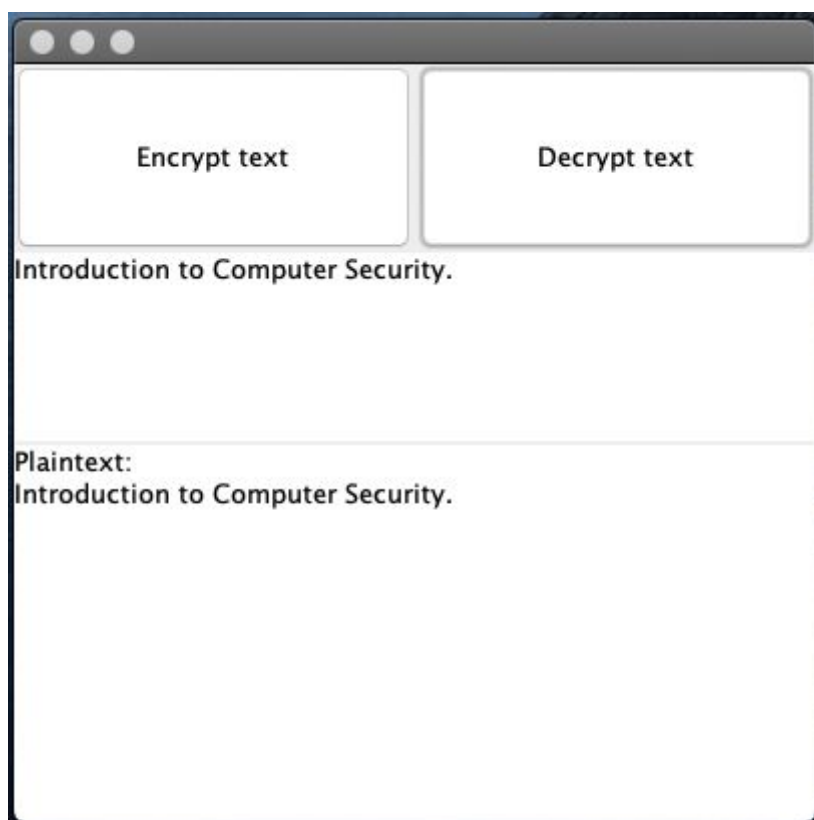 Encrypt text
Decrypt text
Introduction to Computer Security.
Plaintext:
Introduction to Computer Security.